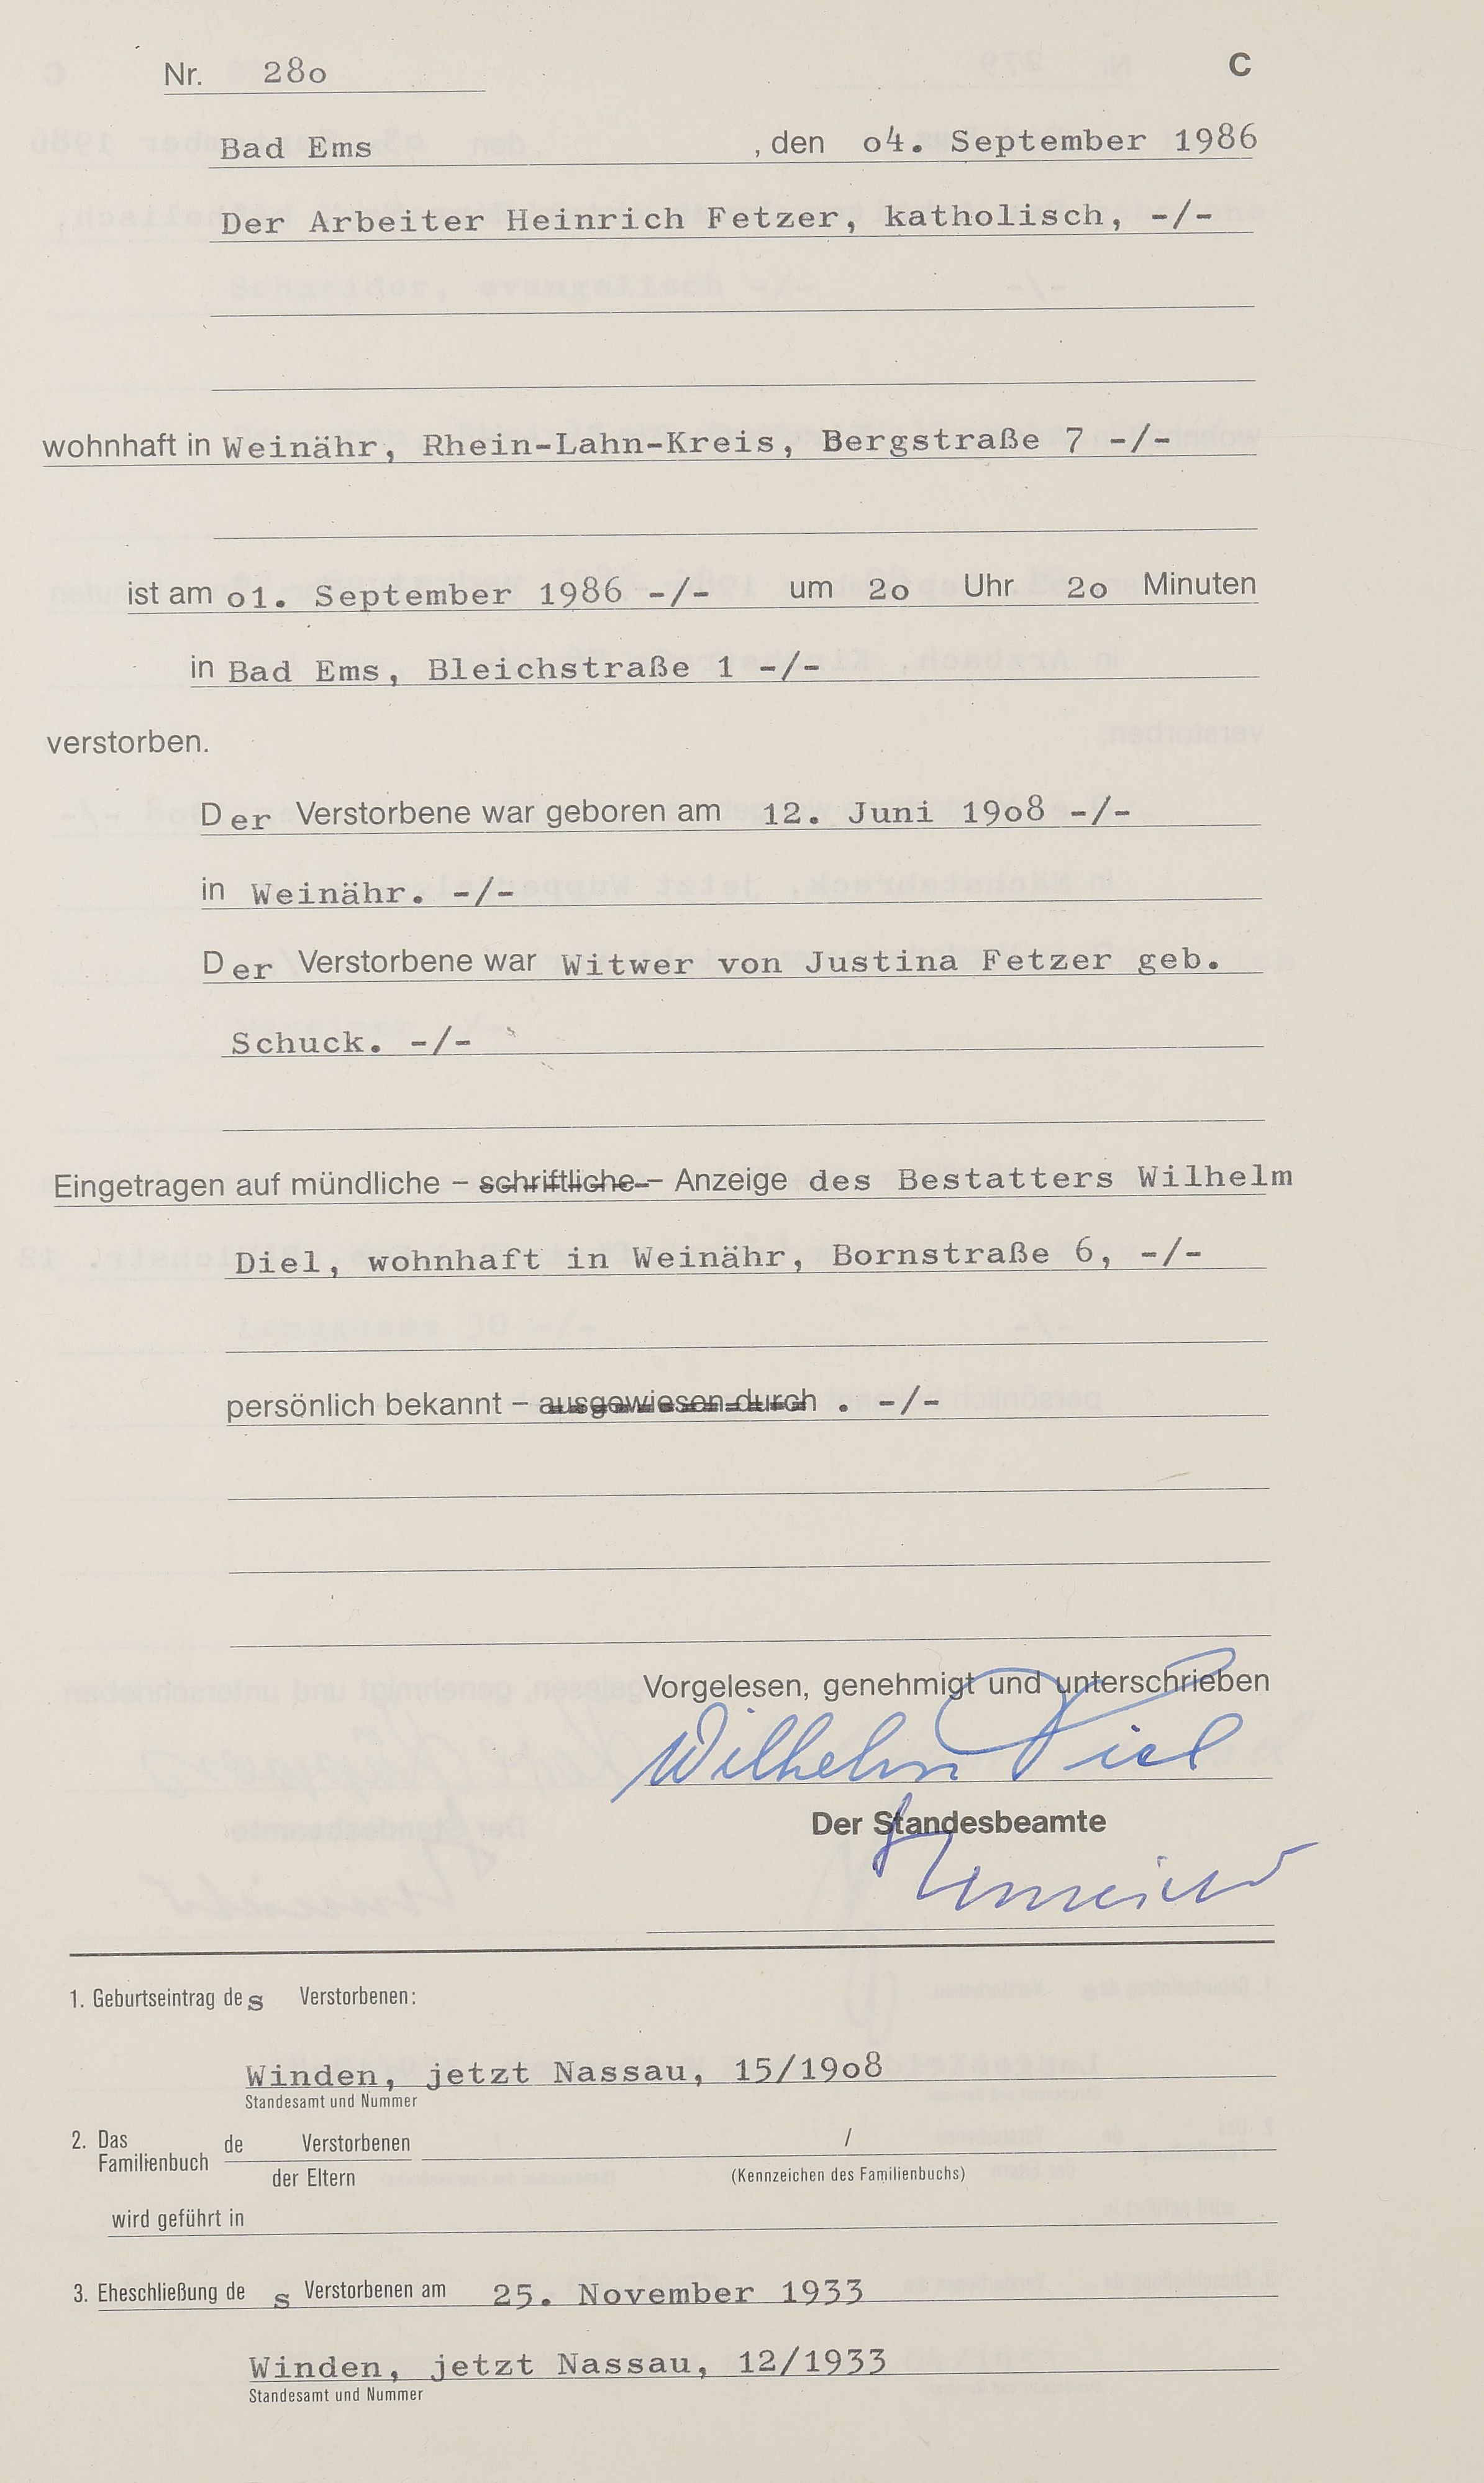 Nr. 28o C
Bad Ems , den o4. September 1986
Der Arbeiter Heinrich Fetzer, katholisch, -/-
wohnhaft in Weinähr, Rhein-Lahn-Kreis, Bergstraße 7 -/-
ist am o1. September 1986 -/- um 2o Uhr 2o Minuten
in Bad Ems, Bleichstraße 1 -/-
verstorben.
Der Verstorbene war geboren am 12. Juni 19o8 -/-
in Weinähr. -/-
Der Verstorbene war Witwer von Justina Fetzer geb.
Schuck. -/-
Eingetragen auf mündliche – schriftliche – Anzeige des Bestatters Wilhelm
Diel, wohnhaft in Weinähr, Bornstraße 6, -/-
persönlich bekannt – ausgewiesen durch . -/-
Vorgelesen, genehmigt und unterschrieben
Wilhelm Diel
Der Standesbeamte
1. Geburtseintrag des Verstorbenen:
Winden, jetzt Nassau, 15/19o8
Standesamt und Nummer
2. Das Familienbuch de Verstorbenen /
der Eltern (Kennzeichen des Familienbuchs)
wird geführt in
3. Eheschließung des Verstorbenen am 25. November 1933
Winden, jetzt Nassau, 12/1933
Standesamt und Nummer